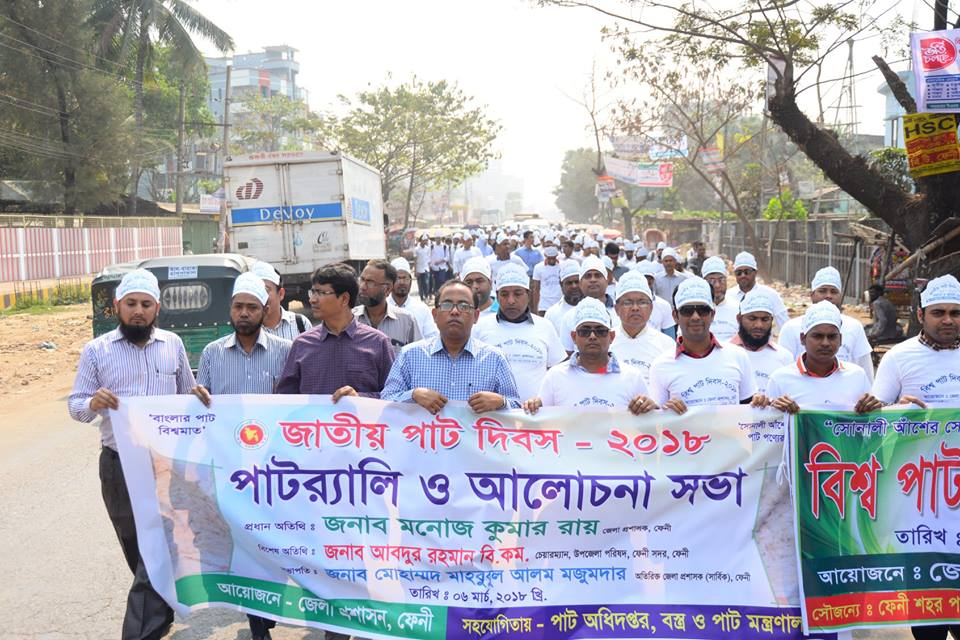 Devoy
ভর্তি চলছে
HSC
'বাংলার পাট
বিশ্বমাত'
জাতীয় পাট দিবস - ২০১৮
"সোনালী আঁশের
পাট পণ্যের
পাটর‍্যালি ও আলোচনা সভা
প্রধান অতিথি : জনাব মনোজ কুমার রায় জেলা প্রশাসক, ফেনী
বিশেষ অতিথি : জনাব আবদুর রহমান বি.কম. চেয়ারম্যান, উপজেলা পরিষদ, ফেনী সদর, ফেনী
সভাপতি : জনাব মোহাম্মদ মাহবুবুল আলম মজুমদার অতিরিক্ত জেলা প্রশাসক (সার্বিক), ফেনী
তারিখ : ০৬ মার্চ, ২০১৮ খ্রি.
আয়োজনে - জেলা প্রশাসন, ফেনী
সহযোগিতায় - পাট অধিদপ্তর, বস্ত্র ও পাট মন্ত্রণাল
"সোনালী আঁশের সে
বিশ্ব পাট
তারিখ :
আয়োজনে : জে
সৌজন্যে : ফেনী শহর প